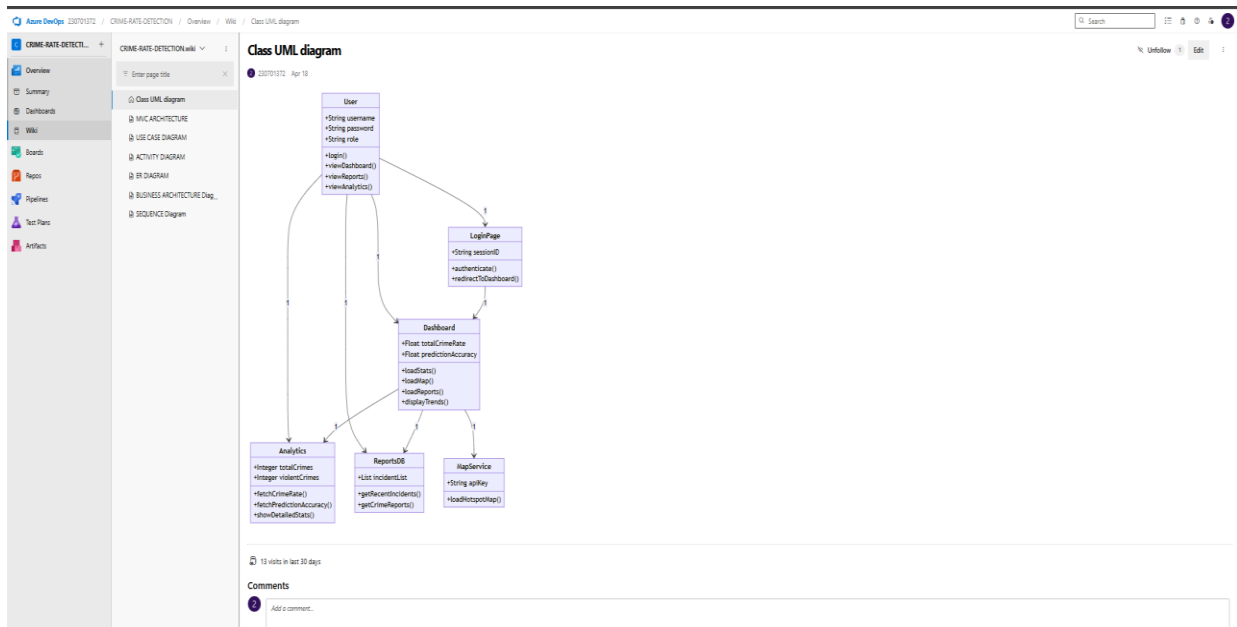 Azure DevOps 230701372 / CRIME-RATE-DETECTION / Overview / Wiki / Class UML diagram
Search
2
C CRIME-RATE-DETECTI... +
Overview
Summary
Dashboards
Wiki
Boards
Repos
Pipelines
Test Plans
Artifacts
CRIME-RATE-DETECTION.wiki
Enter page title
Class UML diagram
MVC ARCHITECTURE
USE CASE DIAGRAM
ACTIVITY DIAGRAM
ER DIAGRAM
BUSINESS ARCHITECTURE Diag...
SEQUENCE Diagram
Class UML diagram
Unfollow 1 Edit
2 230701372 Apr 18
User
+String username
+String password
+String role
+login()
+viewDashboard()
+viewReports()
+viewAnalytics()
1
LoginPage
+String sessionID
+authenticate()
+redirectToDashboard()
1
1
1
1
Dashboard
+Float totalCrimeRate
+Float predictionAccuracy
+loadStats()
+loadMap()
+loadReports()
+displayTrends()
1
1
1
Analytics
+Integer totalCrimes
+Integer violentCrimes
+fetchCrimeRate()
+fetchPredictionAccuracy()
+showDetailedStats()
ReportsDB
+List incidentList
+getRecentIncidents()
+getCrimeReports()
MapService
+String apiKey
+loadHotspotMap()
13 visits in last 30 days
Comments
2 Add a comment...